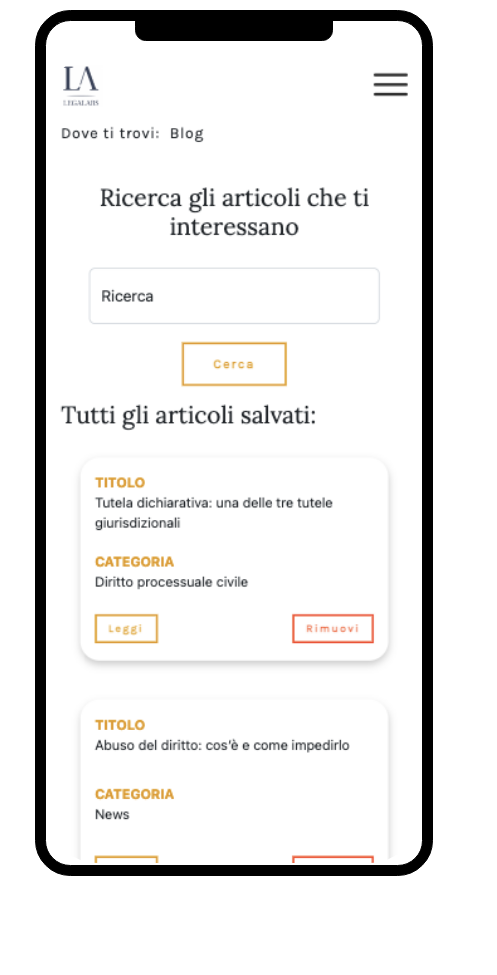 LA
LEGALABS
Dove ti trovi: Blog
Ricerca gli articoli che ti
interessano
Ricerca
Cerca
Tutti gli articoli salvati:
TITOLO
Tutela dichiarativa: una delle tre tutele
giurisdizionali
CATEGORIA
Diritto processuale civile
Leggi Rimuovi
TITOLO
Abuso del diritto: cos'è e come impedirlo
CATEGORIA
News